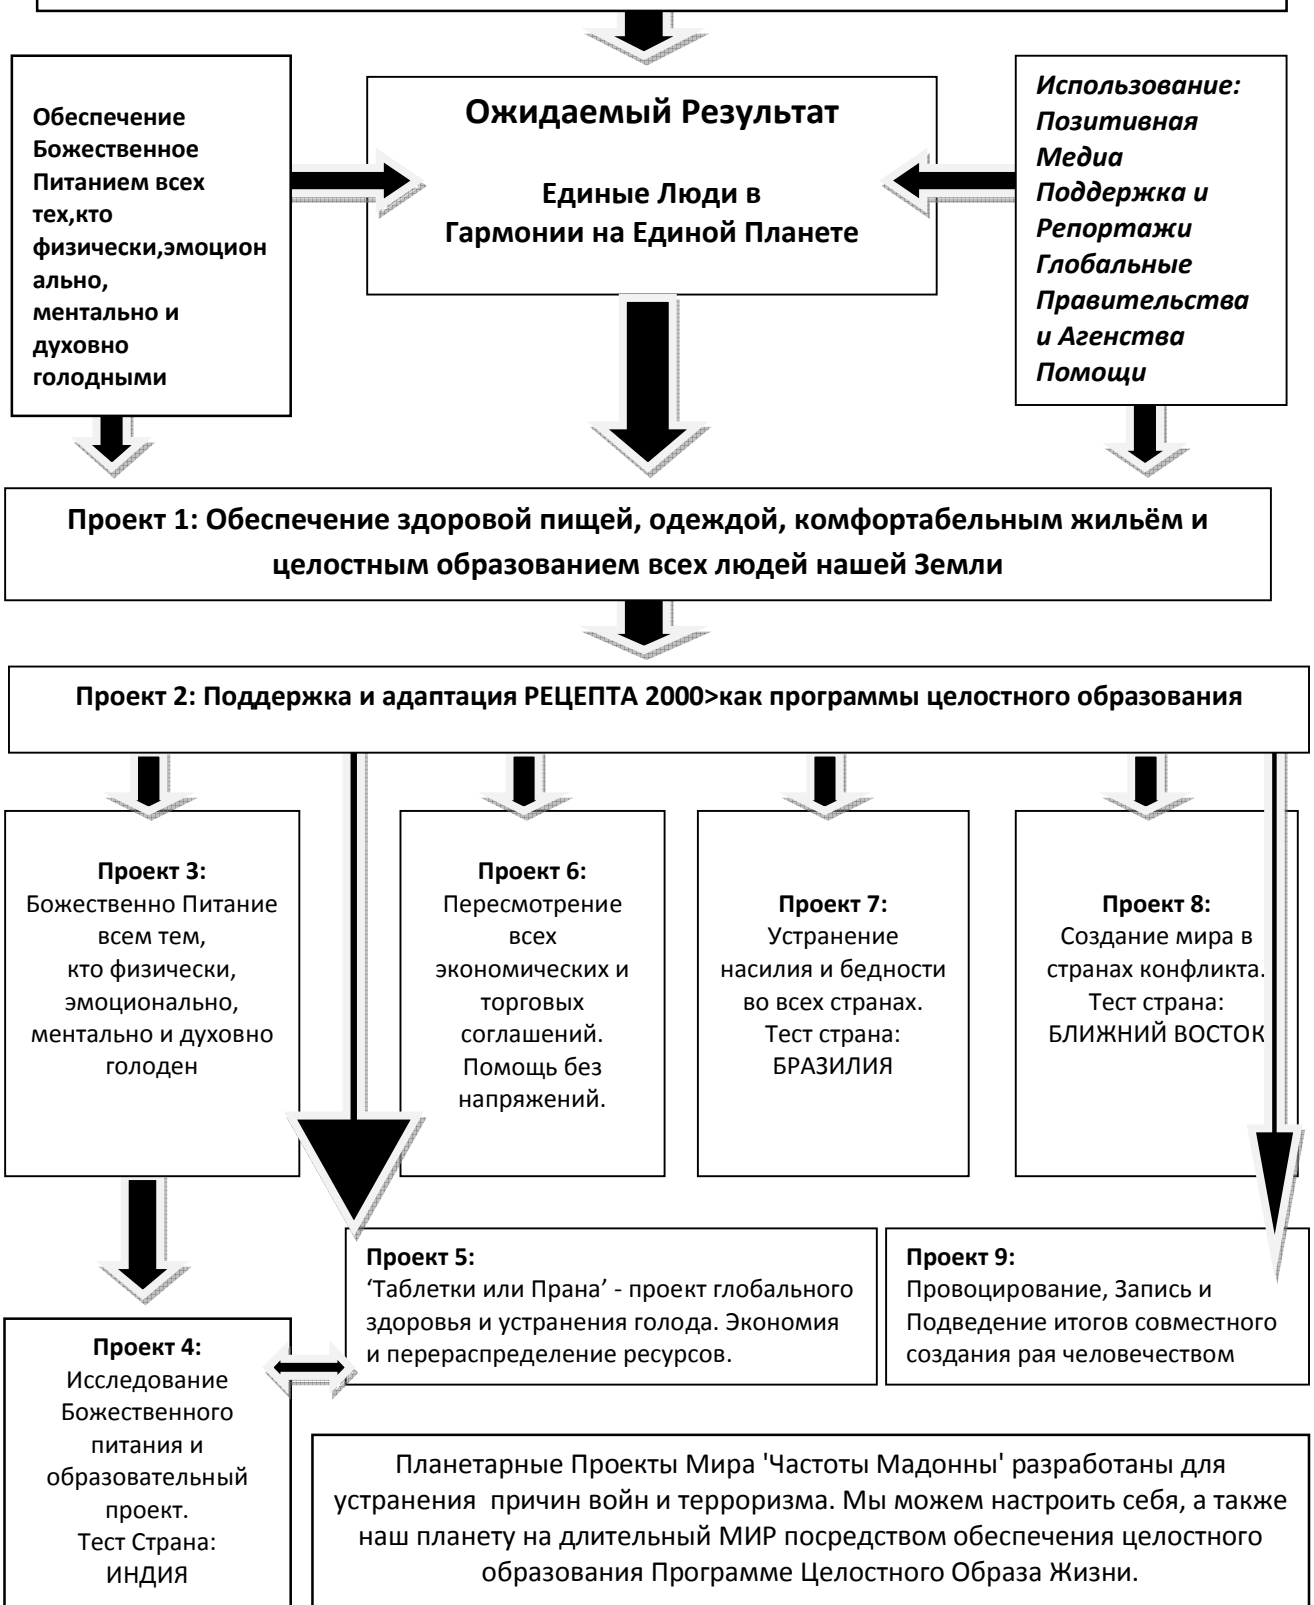 Обеспечение
Божественное
Питанием всех
тех,кто
физически,эмоцион
ально,
ментально и
духовно
голодными
Ожидаемый Результат
Единые Люди в
Гармонии на Единой Планете
Использование:
Позитивная
Медиа
Поддержка и
Репортажи
Глобальные
Правительства
и Агенства
Помощи
Проект 1: Обеспечение здоровой пищей, одеждой, комфортабельным жильём и
целостным образованием всех людей нашей Земли
Проект 2: Поддержка и адаптация РЕЦЕПТА 2000>как программы целостного образования
Проект 3:
Божественно Питание
всем тем,
кто физически,
эмоционально,
ментально и духовно
голоден
Проект 6:
Пересмотрение
всех
экономических и
торговых
соглашений.
Помощь без
напряжений.
Проект 7:
Устранение
насилия и бедности
во всех странах.
Тест страна:
БРАЗИЛИЯ
Проект 8:
Создание мира в
странах конфликта.
Тест страна:
БЛИЖНИЙ ВОСТОК
Проект 5:
‘Таблетки или Прана’ - проект глобального
здоровья и устранения голода. Экономия
и перераспределение ресурсов.
Проект 9:
Провоцирование, Запись и
Подведение итогов совместного
создания рая человечеством
Проект 4:
Исследование
Божественного
питания и
образовательный
проект.
Тест Страна:
ИНДИЯ
Планетарные Проекты Мира 'Частоты Мадонны' разработаны для
устранения  причин войн и терроризма. Мы можем настроить себя, а также
наш планету на длительный МИР посредством обеспечения целостного
образования Программе Целостного Образа Жизни.